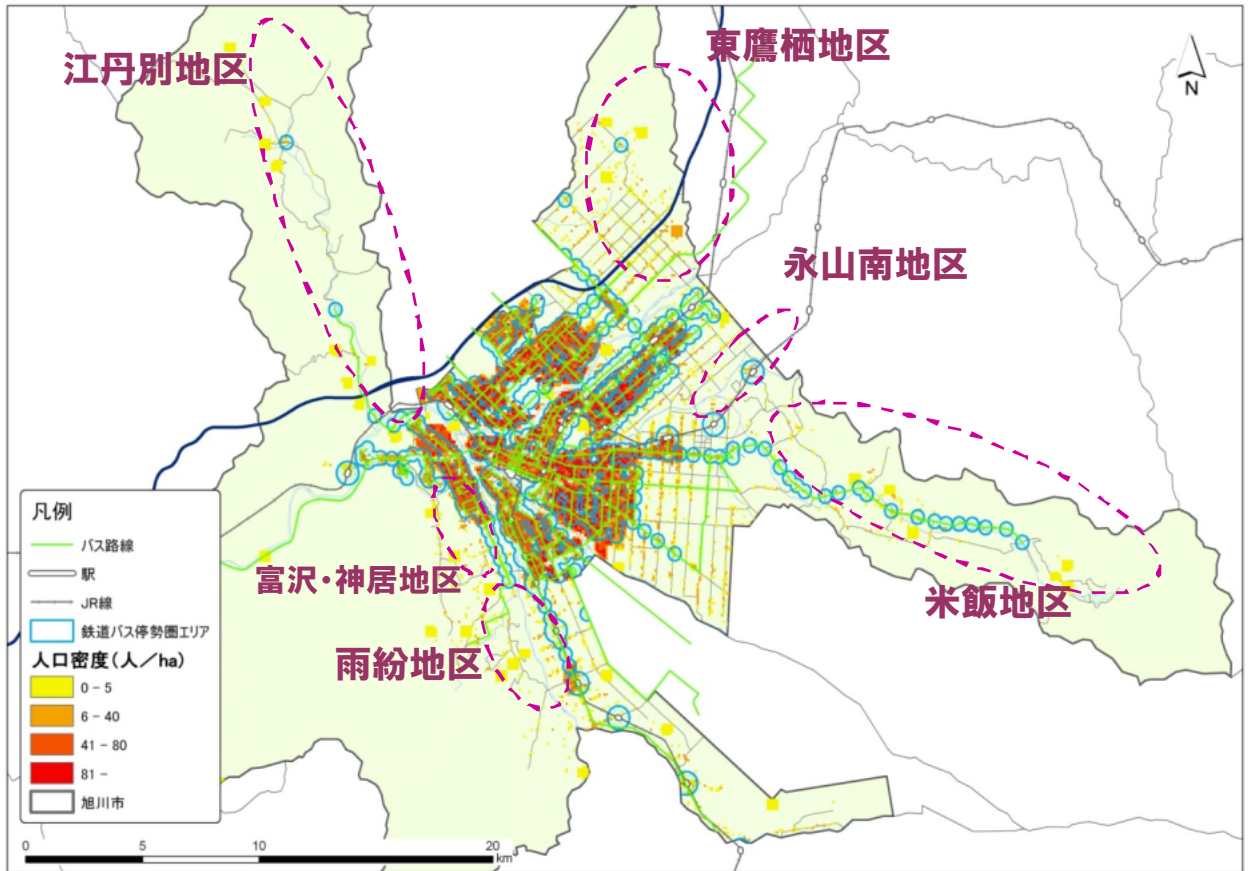 江丹別地区
東鷹栖地区
N
永山南地区
富沢・神居地区
雨紛地区
米飯地区
凡例
バス路線
駅
JR線
鉄道バス停勢圏エリア
人口密度(人/ha)
0 - 5
6 - 40
41 - 80
81 -
旭川市
0 5 10 20
km